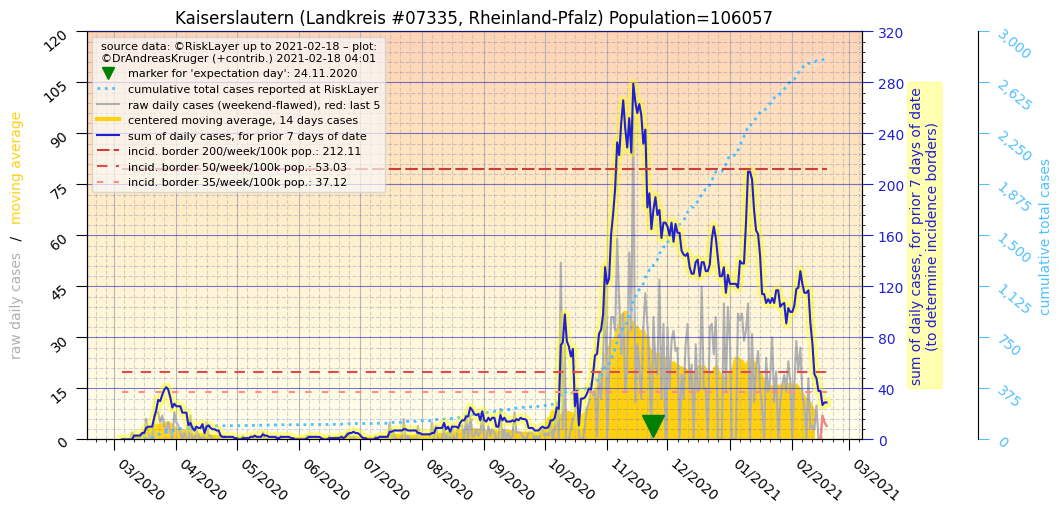 Kaiserslautern (Landkreis #07335, Rheinland-Pfalz) Population=106057
source data: ©RiskLayer up to 2021-02-18 – plot:
©DrAndreasKruger (+contrib.) 2021-02-18 04:01
marker for 'expectation day': 24.11.2020
cumulative total cases reported at RiskLayer
raw daily cases (weekend-flawed), red: last 5
centered moving average, 14 days cases
sum of daily cases, for prior 7 days of date
incid. border 200/week/100k pop.: 212.11
incid. border 50/week/100k pop.: 53.03
incid. border 35/week/100k pop.: 37.12
raw daily cases / moving average
120
105
90
75
60
45
30
15
0
320
280
240
200
160
120
80
40
0
sum of daily cases, for prior 7 days of date
(to determine incidence borders)
3,000
2,625
2,250
1,875
1,500
1,125
750
375
0
cumulative total cases
03/2020
04/2020
05/2020
06/2020
07/2020
08/2020
09/2020
10/2020
11/2020
12/2020
01/2021
02/2021
03/2021